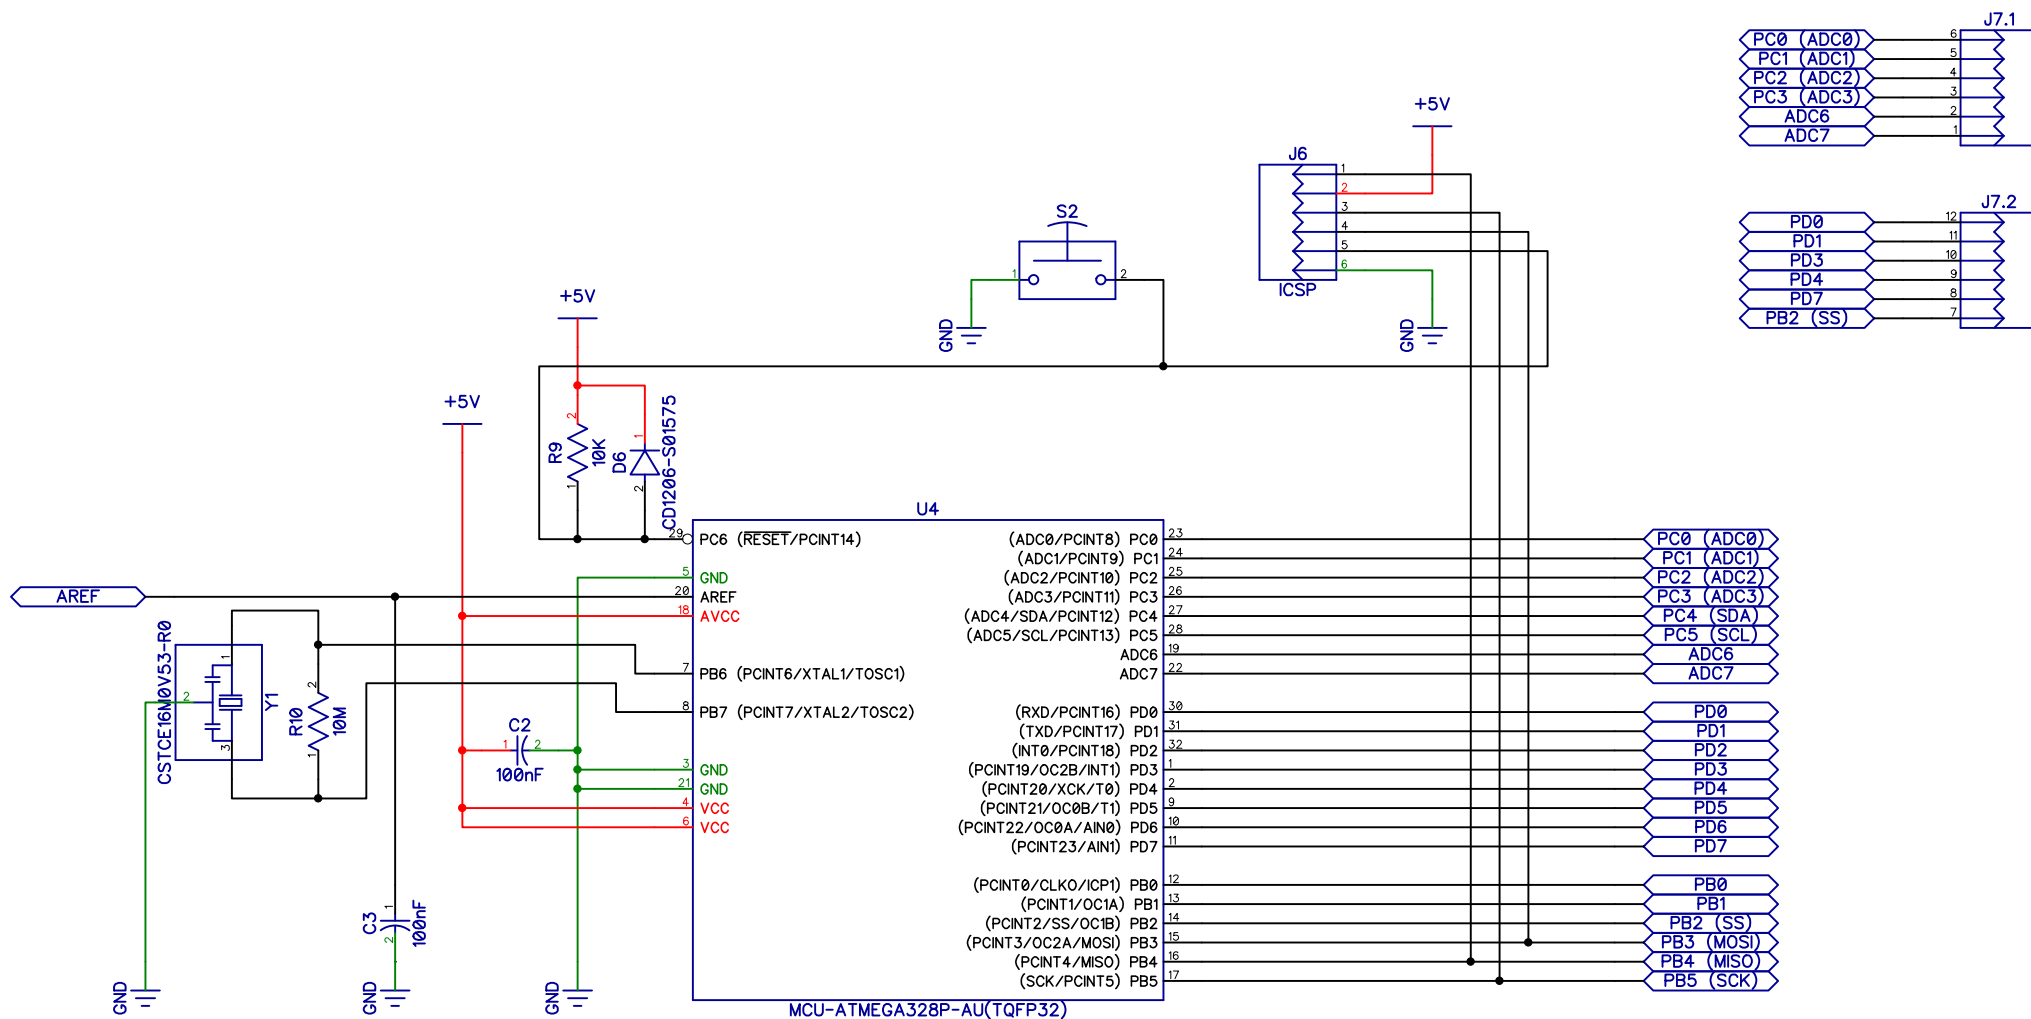 J7.1
PC0 (ADC0) 6
PC1 (ADC1) 5
PC2 (ADC2) 4
PC3 (ADC3) 3
ADC6 2
ADC7 1
J7.2
PD0 12
PD1 11
PD3 10
PD4 9
PD7 8
PB2 (SS) 7
+5V
J6
1
2
3
4
5
6
ICSP
GND
S2
1 2
GND
+5V
2
R9
10K
1
1
D6
2
CD1206-S01575
+5V
U4
29 PC6 (RESET/PCINT14)
5 GND
AREF
20 AREF
18 AVCC
7 PB6 (PCINT6/XTAL1/TOSC1)
8 PB7 (PCINT7/XTAL2/TOSC2)
3 GND
21 GND
4 VCC
6 VCC
CSTCE16M0V53-R0
1
2
3
Y1
2
R10
10M
1
C2
1 2
100nF
1
C3
2
100nF
GND
GND
GND
(ADC0/PCINT8) PC0 23 PC0 (ADC0)
(ADC1/PCINT9) PC1 24 PC1 (ADC1)
(ADC2/PCINT10) PC2 25 PC2 (ADC2)
(ADC3/PCINT11) PC3 26 PC3 (ADC3)
(ADC4/SDA/PCINT12) PC4 27 PC4 (SDA)
(ADC5/SCL/PCINT13) PC5 28 PC5 (SCL)
ADC6 19 ADC6
ADC7 22 ADC7
(RXD/PCINT16) PD0 30 PD0
(TXD/PCINT17) PD1 31 PD1
(INT0/PCINT18) PD2 32 PD2
(PCINT19/OC2B/INT1) PD3 1 PD3
(PCINT20/XCK/T0) PD4 2 PD4
(PCINT21/OC0B/T1) PD5 9 PD5
(PCINT22/OC0A/AIN0) PD6 10 PD6
(PCINT23/AIN1) PD7 11 PD7
(PCINT0/CLKO/ICP1) PB0 12 PB0
(PCINT1/OC1A) PB1 13 PB1
(PCINT2/SS/OC1B) PB2 14 PB2 (SS)
(PCINT3/OC2A/MOSI) PB3 15 PB3 (MOSI)
(PCINT4/MISO) PB4 16 PB4 (MISO)
(SCK/PCINT5) PB5 17 PB5 (SCK)
MCU-ATMEGA328P-AU(TQFP32)